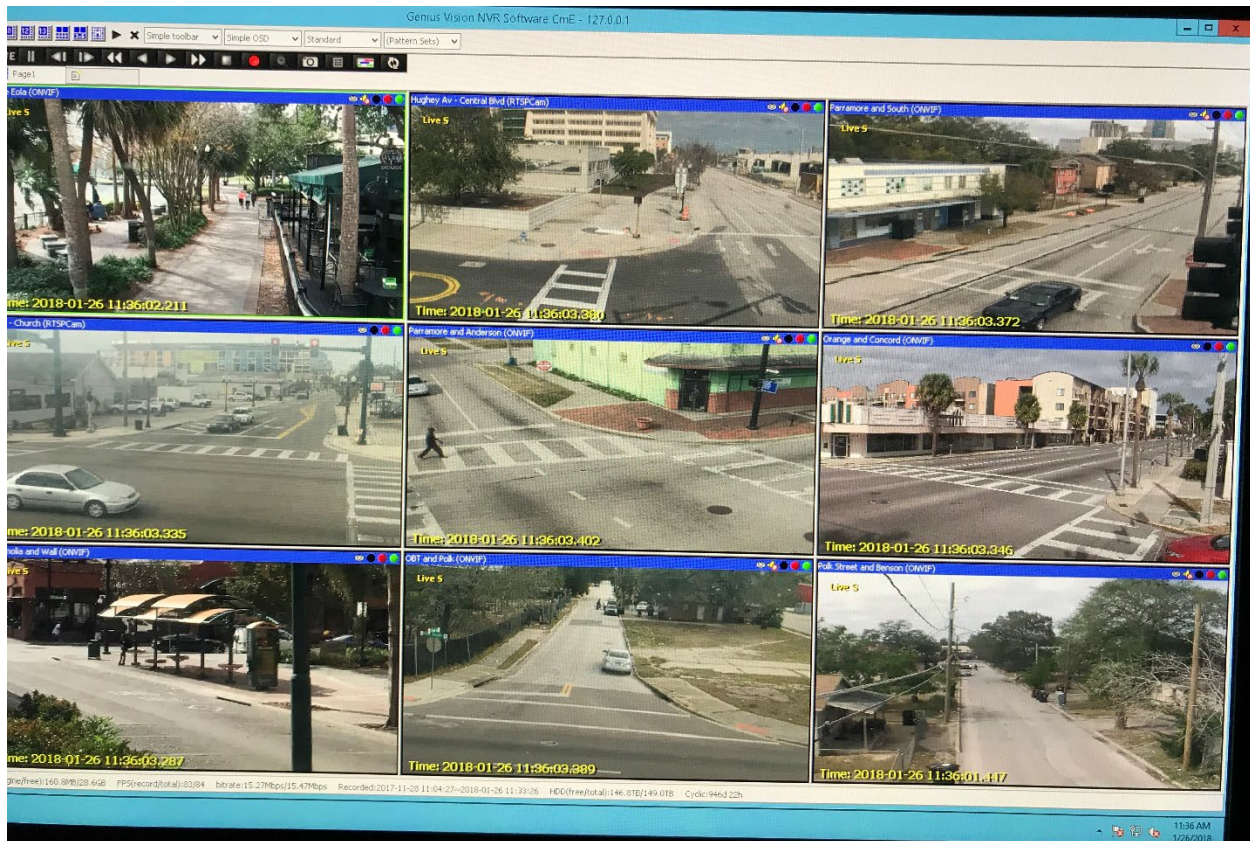 Genius Vision NVR Software CmE - 127.0.0.1
Simple toolbar Simple OSD Standard (Pattern Sets)
Page1
Eola (ONVIF)
Live S
Time: 2018-01-26 11:36:02.211
Hughey Av - Central Blvd (RTSPCam)
Live S
Time: 2018-01-26 11:36:03.380
Parramore and South (ONVIF)
Live S
Time: 2018-01-26 11:36:03.372
- Church (RTSPCam)
Live S
Time: 2018-01-26 11:36:03.335
Parramore and Anderson (ONVIF)
Live S
Time: 2018-01-26 11:36:03.402
Orange and Concord (ONVIF)
Live S
Time: 2018-01-26 11:36:03.346
nolia and Wall (ONVIF)
Live S
me: 2018-01-26 11:36:03.287
OBT and Polk (ONVIF)
Live S
Time: 2018-01-26 11:36:03.389
Polk Street and Benson (ONVIF)
Live S
Time: 2018-01-26 11:36:01.447
gine/free):160.8MB/28.6GB FPS(record/total):83/84 bitrate:15.27Mbps/15.47Mbps Recorded:2017-11-28 11:04:27~2018-01-26 11:33:26 HDD(free/total):146.8TB/149.0TB Cyclic:946d 22h
11:36 AM
1/26/2018